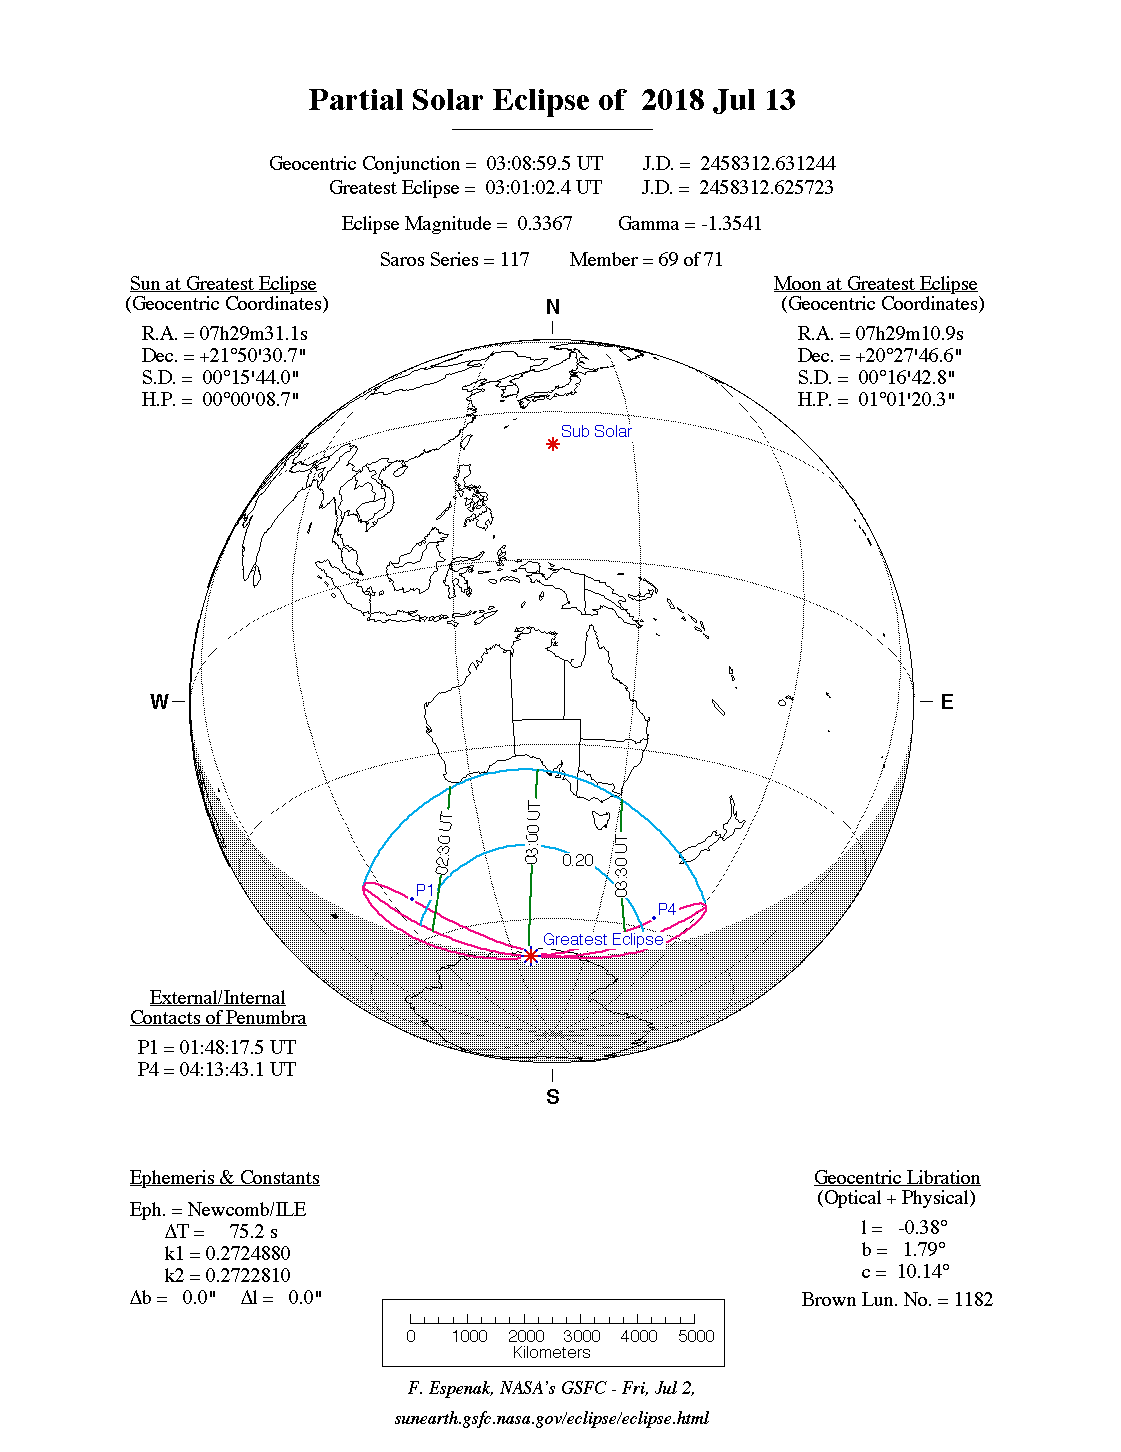 Partial Solar Eclipse of  2018 Jul 13
Geocentric Conjunction =  03:08:59.5 UT     J.D. =  2458312.631244
Greatest Eclipse =  03:01:02.4 UT     J.D. =  2458312.625723
Eclipse Magnitude =  0.3367     Gamma = -1.3541
Saros Series = 117     Member = 69 of 71
Sun at Greatest Eclipse
(Geocentric Coordinates)
R.A. = 07h29m31.1s
Dec. = +21°50'30.7"
S.D. =  00°15'44.0"
H.P. =  00°00'08.7"
Moon at Greatest Eclipse
(Geocentric Coordinates)
R.A. = 07h29m10.9s
Dec. = +20°27'46.6"
S.D. =  00°16'42.8"
H.P. =  01°01'20.3"
N
Sub Solar
W
E
02:30 UT
03:00 UT
03:30 UT
0.20
P1
P4
Greatest Eclipse
S
External/Internal
Contacts of Penumbra
P1 = 01:48:17.5 UT
P4 = 04:13:43.1 UT
Ephemeris & Constants
Eph. = Newcomb/ILE
ΔT =     75.2 s
k1 = 0.2724880
k2 = 0.2722810
Δb =   0.0"     Δl =   0.0"
Geocentric Libration
(Optical + Physical)
l =   -0.38°
b =   1.79°
c =  10.14°
Brown Lun. No. = 1182
0 1000 2000 3000 4000 5000
Kilometers
F. Espenak, NASA's GSFC - Fri, Jul 2,
sunearth.gsfc.nasa.gov/eclipse/eclipse.html